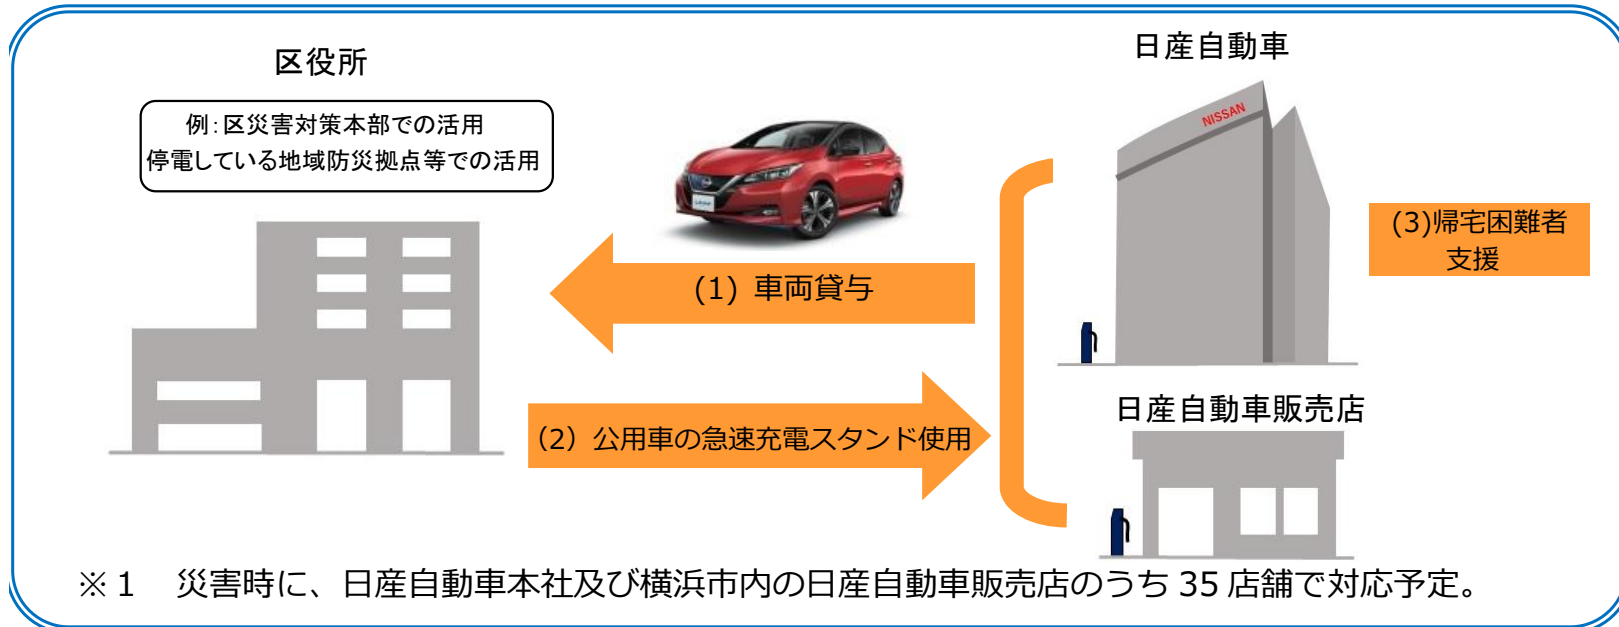 区役所
例：区災害対策本部での活用
停電している地域防災拠点等での活用
日産自動車
NISSAN
(1) 車両貸与
(3)帰宅困難者
支援
（2）公用車の急速充電スタンド使用
日産自動車販売店
※１　災害時に、日産自動車本社及び横浜市内の日産自動車販売店のうち 35 店舗で対応予定。